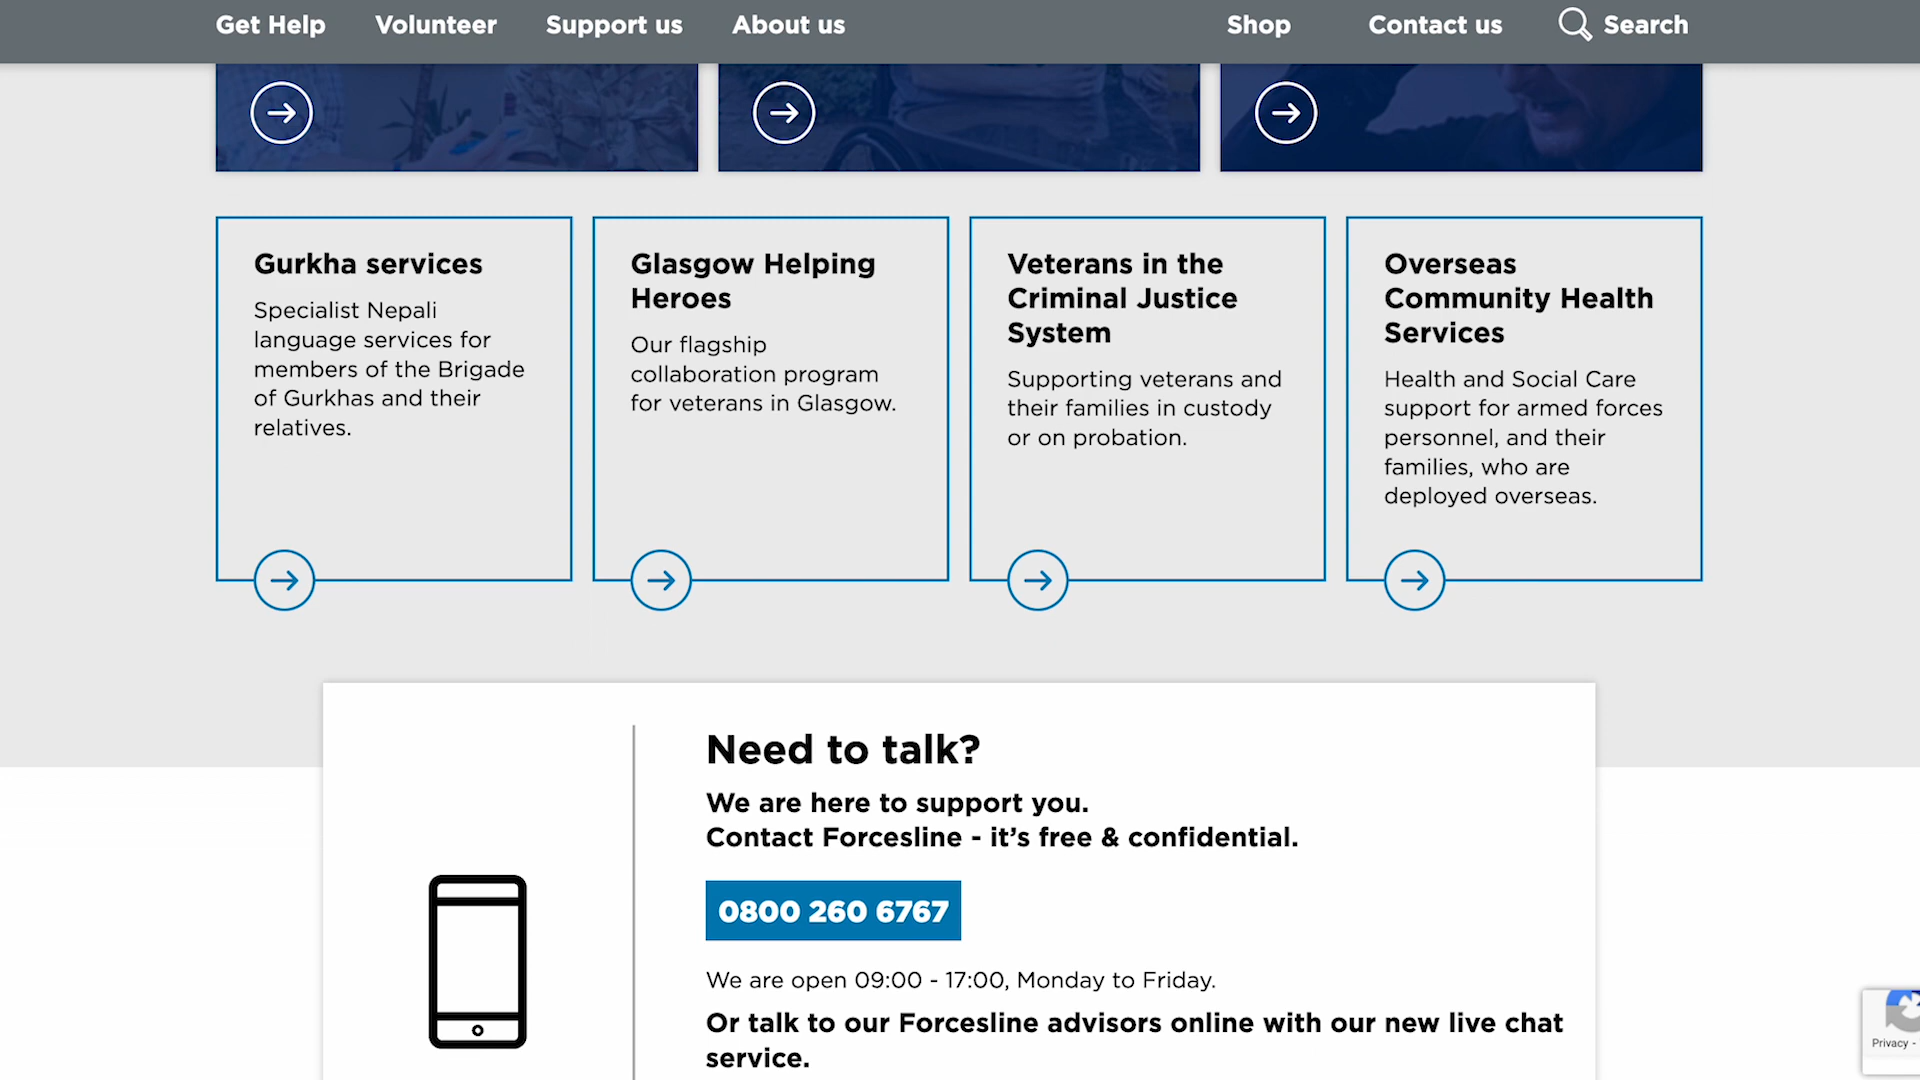 Get Help
Volunteer
Support us
About us
Shop
Contact us
Search
Gurkha services
Specialist Nepali
language services for
members of the Brigade
of Gurkhas and their
relatives.
Glasgow Helping
Heroes
Our flagship
collaboration program
for veterans in Glasgow.
Veterans in the
Criminal Justice
System
Supporting veterans and
their families in custody
or on probation.
Overseas
Community Health
Services
Health and Social Care
support for armed forces
personnel, and their
families, who are
deployed overseas.
Need to talk?
We are here to support you.
Contact Forcesline - it’s free & confidential.
0800 260 6767
We are open 09:00 - 17:00, Monday to Friday.
Or talk to our Forcesline advisors online with our new live chat
service.
Privacy -